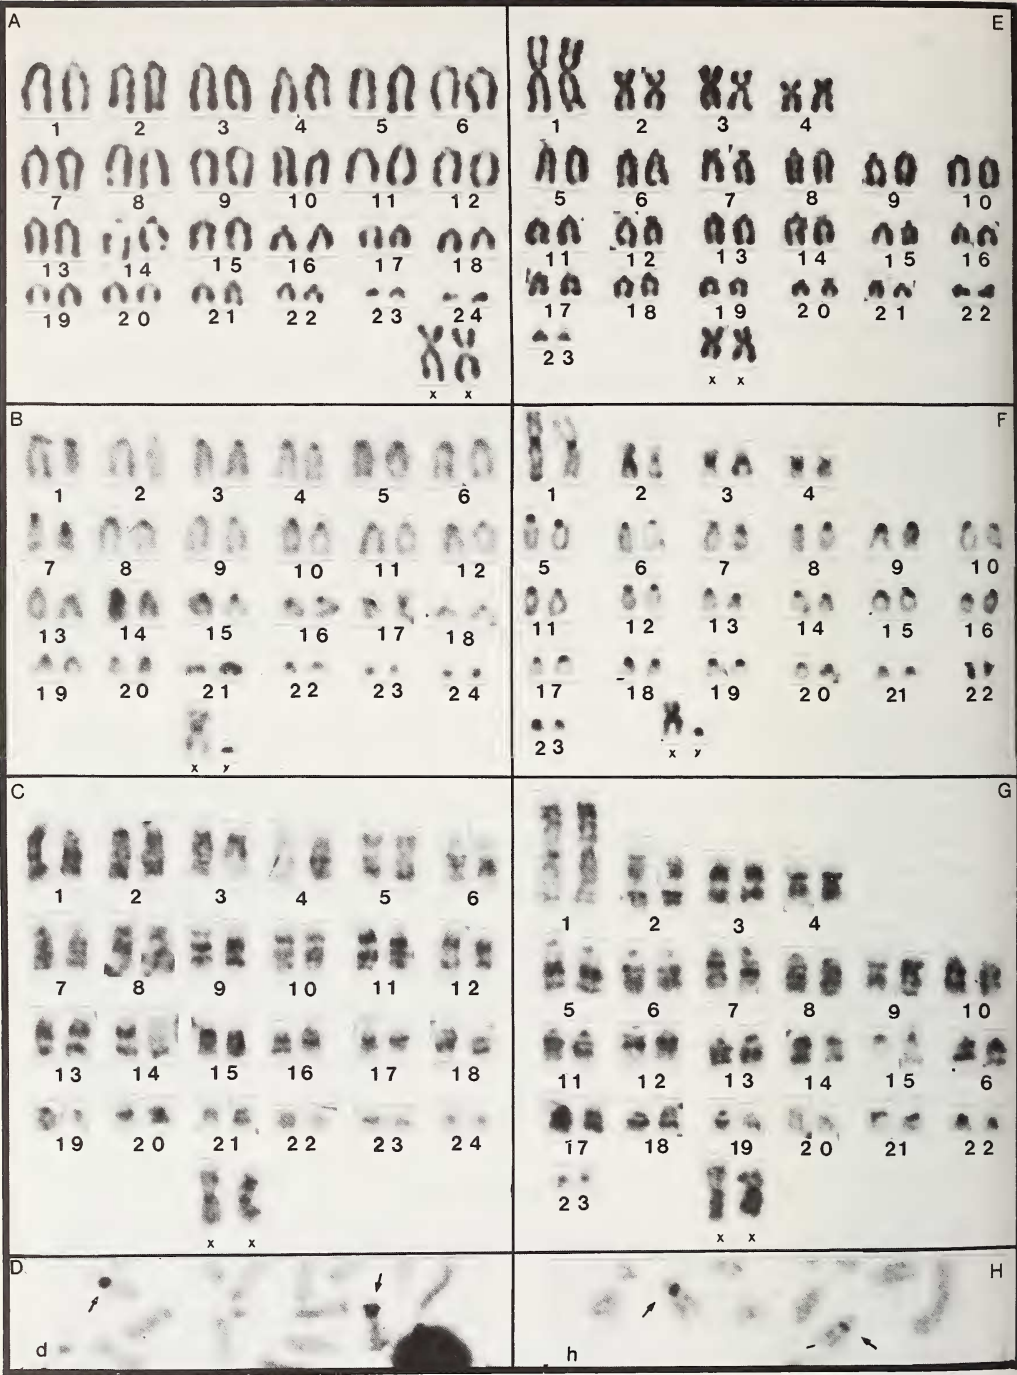 A
1 2 3 4 5 6
7 8 9 10 11 12
13 14 15 16 17 18
19 20 21 22 23 24
x x
E
1 2 3 4
5 6 7 8 9 10
11 12 13 14 15 16
17 18 19 20 21 22
23
x x
B
1 2 3 4 5 6
7 8 9 10 11 12
13 14 15 16 17 18
19 20 21 22 23 24
x y
F
1 2 3 4
5 6 7 8 9 10
11 12 13 14 15 16
17 18 19 20 21 22
23 x y
C
1 2 3 4 5 6
7 8 9 10 11 12
13 14 15 16 17 18
19 20 21 22 23 24
x x
G
1 2 3 4
5 6 7 8 9 10
11 12 13 14 15 6
17 18 19 20 21 22
23
x x
D
d
H
h